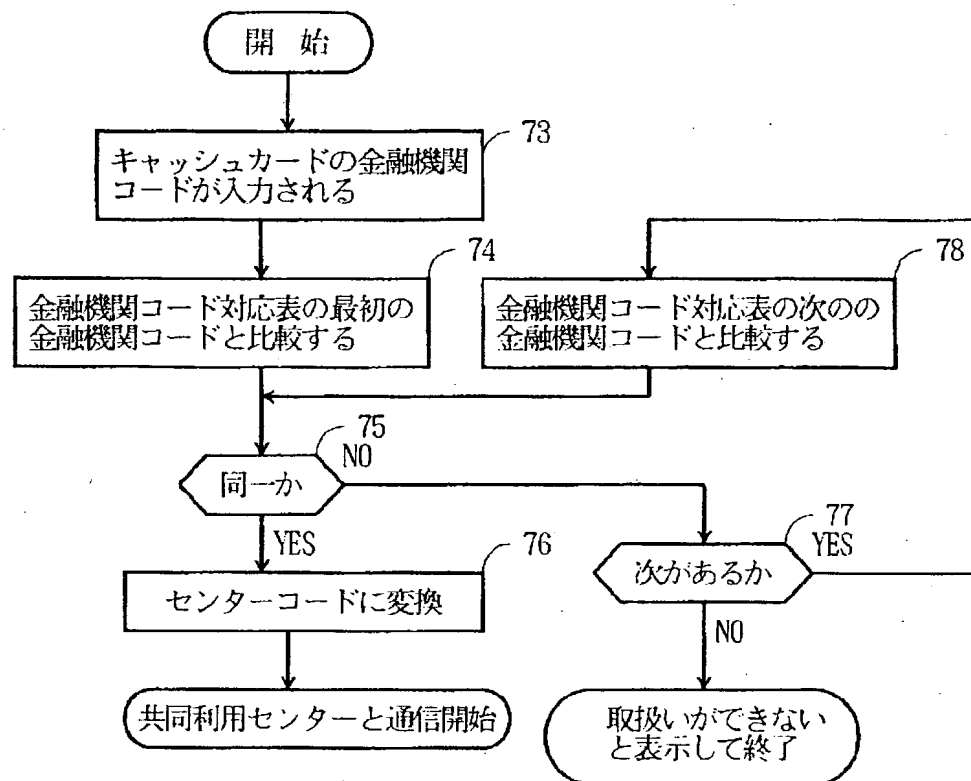 開 始
73
キャッシュカードの金融機関
コードが入力される
74
金融機関コード対応表の最初の
金融機関コードと比較する
78
金融機関コード対応表の次のの
金融機関コードと比較する
75
同一か
NO
YES
76
センターコードに変換
77
次があるか
YES
NO
共同利用センターと通信開始
取扱いができない
と表示して終了